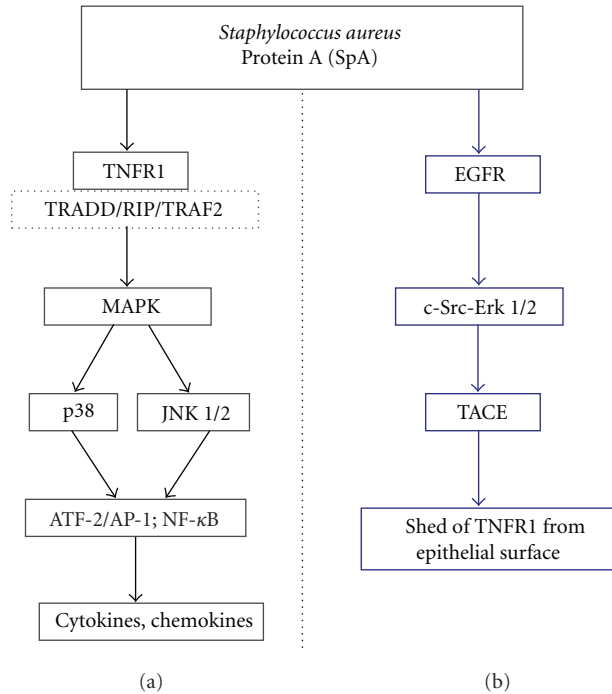 Staphylococcus aureus
Protein A (SpA)
TNFR1
TRADD/RIP/TRAF2
MAPK
p38
JNK 1/2
ATF-2/AP-1; NF-κB
Cytokines, chemokines
(a)
EGFR
c-Src-Erk 1/2
TACE
Shed of TNFR1 from
epithelial surface
(b)